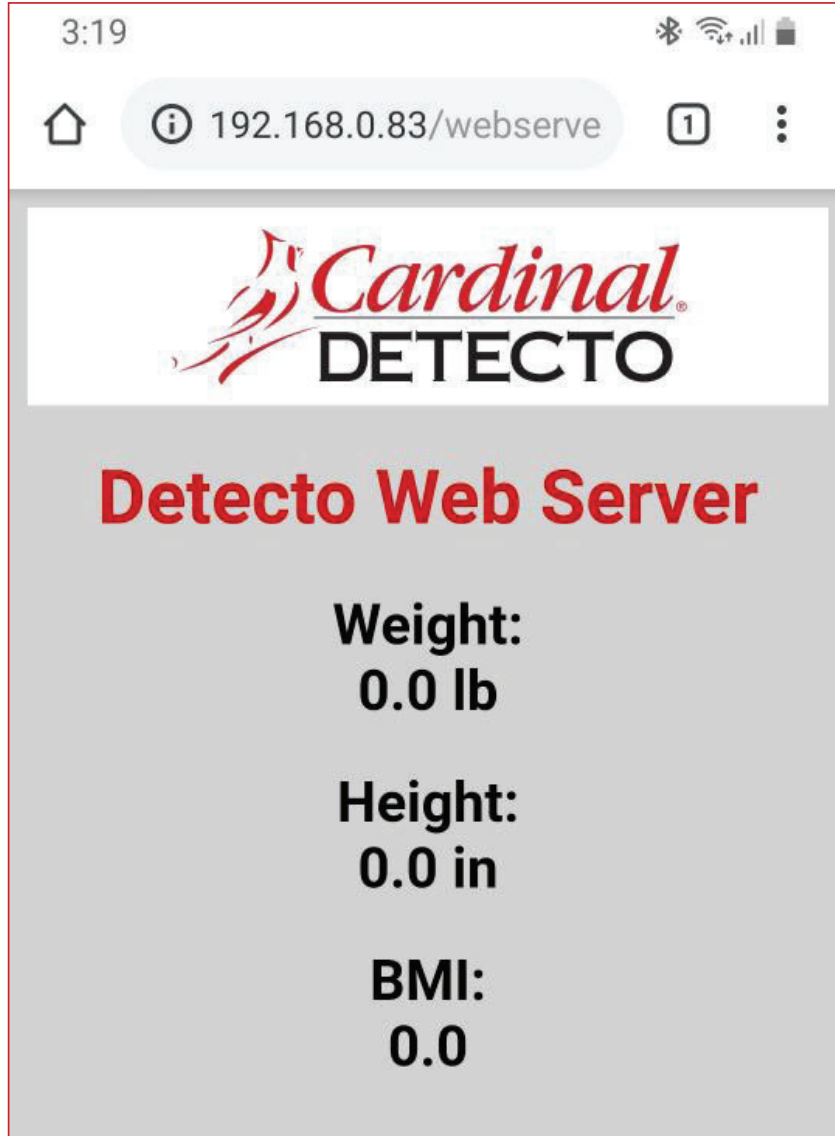 3:19
192.168.0.83/webserve
1
Cardinal®
DETECTO
Detecto Web Server
Weight:
0.0 lb
Height:
0.0 in
BMI:
0.0